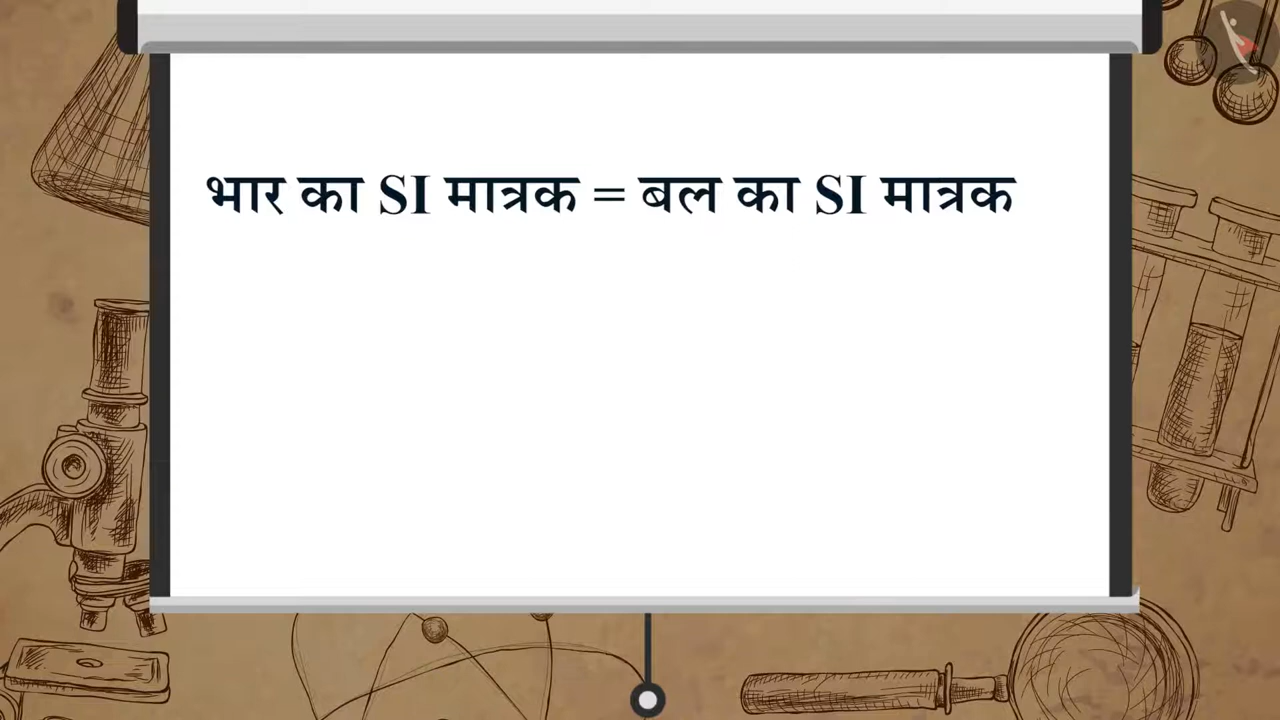 भार का SI मात्रक = बल का SI मात्रक